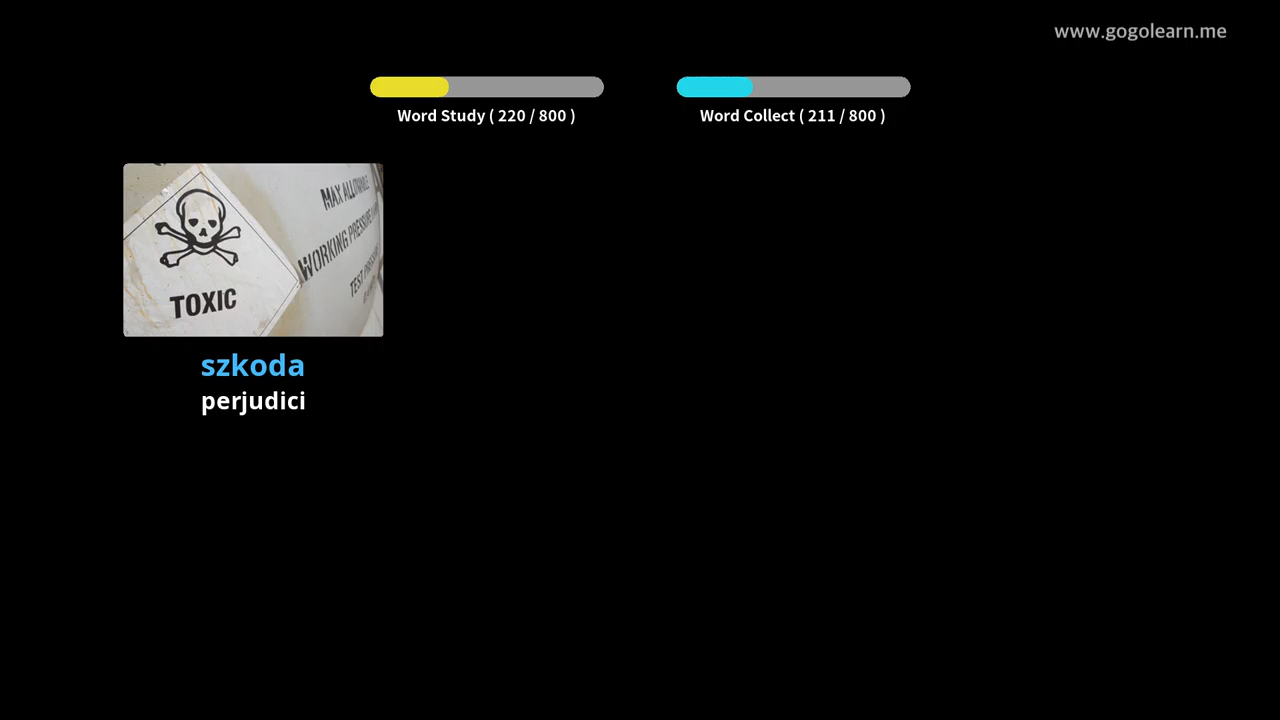 www.gogolearn.me
Word Study ( 220 / 800 )
Word Collect ( 211 / 800 )
MAX ALLOWABLE
WORKING PRESSURE
TEST
TOXIC
szkoda
perjudici